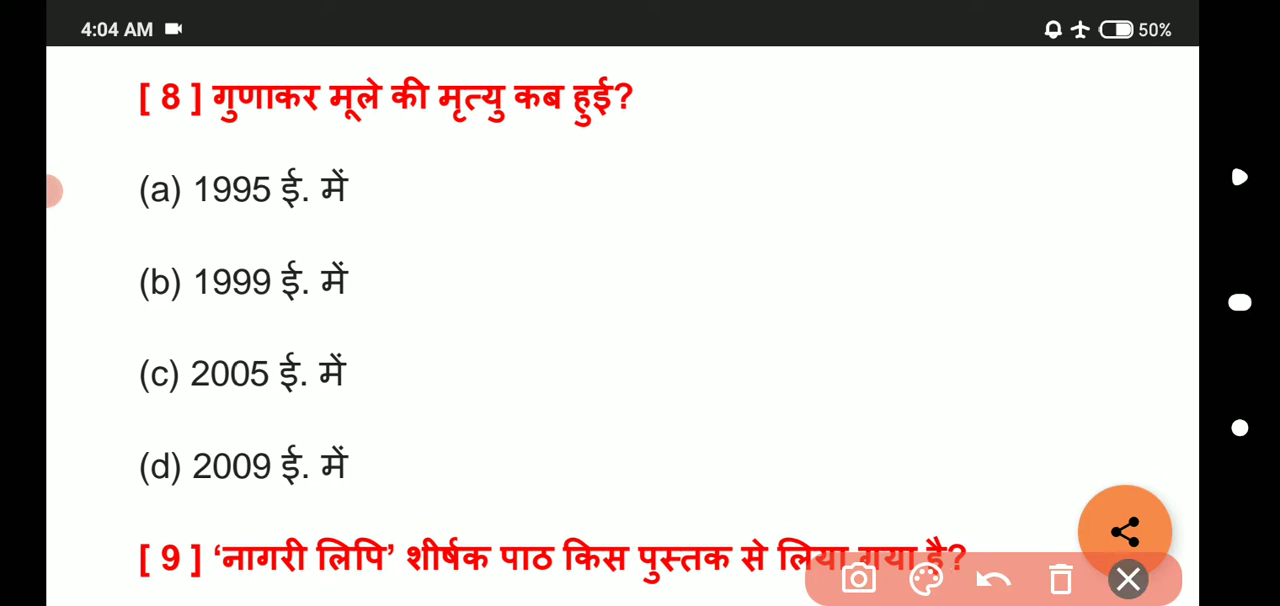 4:04 AM 50%
[ 8 ] गुणाकर मूले की मृत्यु कब हुई?
(a) 1995 ई. में
(b) 1999 ई. में
(c) 2005 ई. में
(d) 2009 ई. में
[ 9 ] ‘नागरी लिपि’ शीर्षक पाठ किस पुस्तक से लिया गया है?